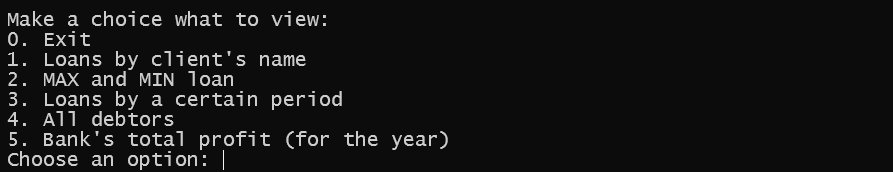 Make a choice what to view:
0. Exit
1. Loans by client's name
2. MAX and MIN loan
3. Loans by a certain period
4. All debtors
5. Bank's total profit (for the year)
Choose an option: